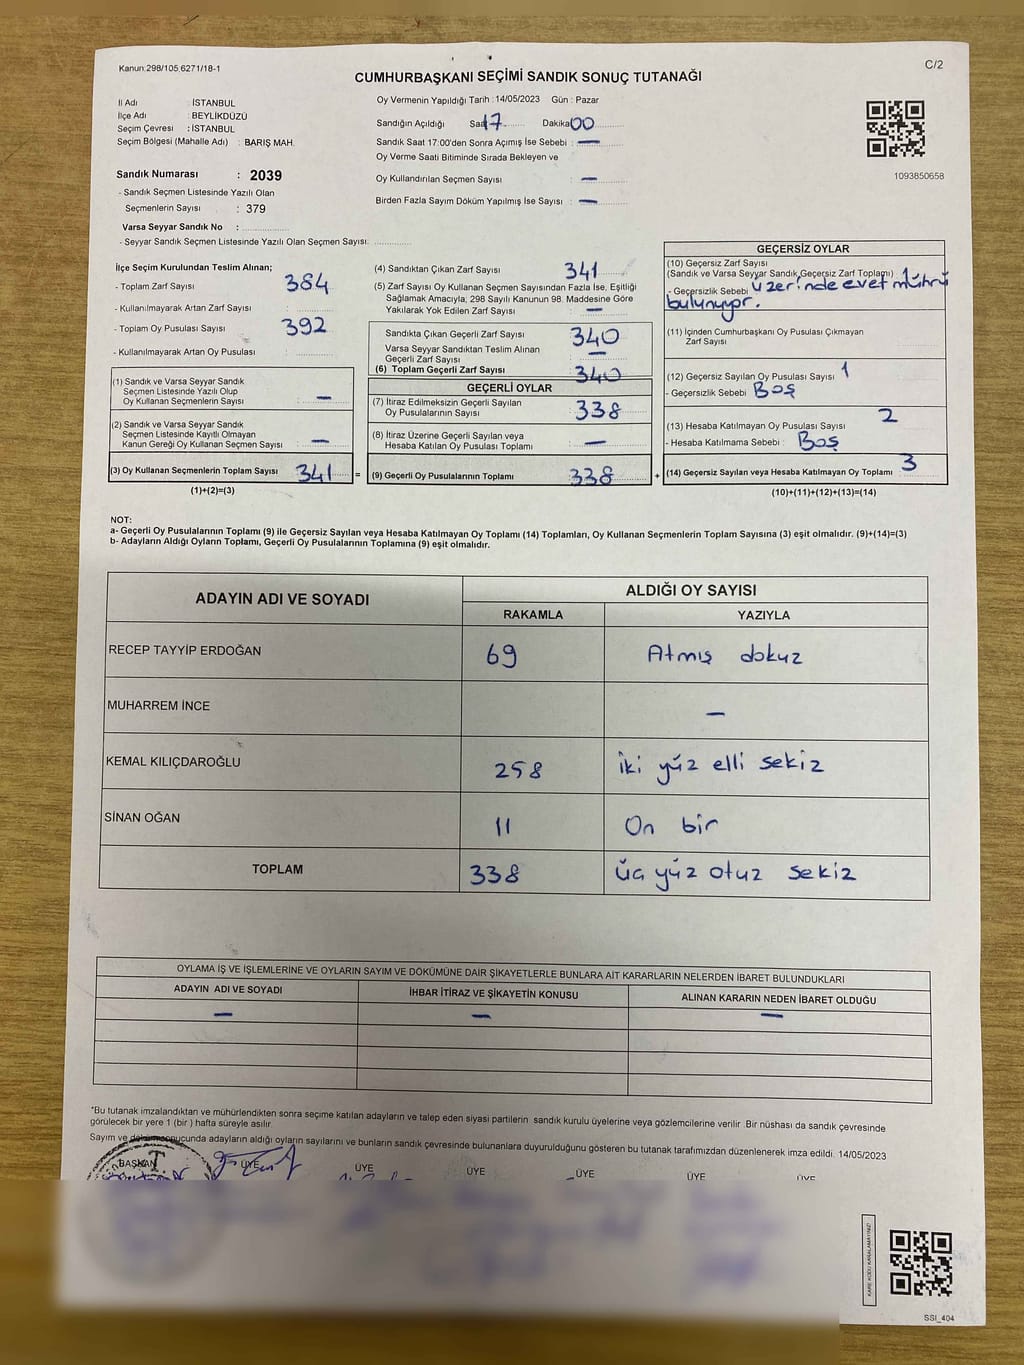 Kanun:298/105,6271/18-1
C/2
CUMHURBAŞKANI SEÇİMİ SANDIK SONUÇ TUTANAĞI
İl Adı : İSTANBUL
İlçe Adı : BEYLİKDÜZÜ
Seçim Çevresi : İSTANBUL
Seçim Bölgesi (Mahalle Adı) : BARIŞ MAH.
Sandık Numarası : 2039
- Sandık Seçmen Listesinde Yazılı Olan
Seçmenlerin Sayısı : 379
Varsa Seyyar Sandık No :
- Seyyar Sandık Seçmen Listesinde Yazılı Olan Seçmen Sayısı:
Oy Vermenin Yapıldığı Tarih :14/05/2023 Gün : Pazar
Sandığın Açıldığı Saat 17 Dakika 00
Sandık Saat 17:00'den Sonra Açımış İse Sebebi : —
Oy Verme Saati Bitiminde Sırada Bekleyen ve
Oy Kullandırılan Seçmen Sayısı : —
Birden Fazla Sayım Döküm Yapılmış İse Sayısı : —
1093850658
İlçe Seçim Kurulundan Teslim Alınan;
- Toplam Zarf Sayısı : 384
- Kullanılmayarak Artan Zarf Sayısı :
- Toplam Oy Pusulası Sayısı : 392
- Kullanılmayarak Artan Oy Pusulası :
(1) Sandık ve Varsa Seyyar Sandık
Seçmen Listesinde Yazılı Olup
Oy Kullanan Seçmenlerin Sayısı : —
(2) Sandık ve Varsa Seyyar Sandık
Seçmen Listesinde Kayıtlı Olmayan
Kanun Gereği Oy Kullanan Seçmen Sayısı : —
(3) Oy Kullanan Seçmenlerin Toplam Sayısı 341 =
(1)+(2)=(3)
(4) Sandıktan Çıkan Zarf Sayısı : 341
(5) Zarf Sayısı Oy Kullanan Seçmen Sayısından Fazla İse, Eşitliği
Sağlamak Amacıyla, 298 Sayılı Kanunun 98. Maddesine Göre
Yakılarak Yok Edilen Zarf Sayısı : —
Sandıkta Çıkan Geçerli Zarf Sayısı : 340
Varsa Seyyar Sandıktan Teslim Alınan
Geçerli Zarf Sayısı : —
(6) Toplam Geçerli Zarf Sayısı : 340
GEÇERLİ OYLAR
(7) İtiraz Edilmeksizin Geçerli Sayılan
Oy Pusulalarının Sayısı : 338
(8) İtiraz Üzerine Geçerli Sayılan veya
Hesaba Katılan Oy Pusulası Toplamı : —
(9) Geçerli Oy Pusulalarının Toplamı : 338 +
GEÇERSİZ OYLAR
(10) Geçersiz Zarf Sayısı
(Sandık ve Varsa Seyyar Sandık Geçersiz Zarf Toplamı) 1
- Geçersizlik Sebebi üzerinde evet mührü
bulunuyor.
(11) İçinden Cumhurbaşkanı Oy Pusulası Çıkmayan
Zarf Sayısı
(12) Geçersiz Sayılan Oy Pusulası Sayısı 1
- Geçersizlik Sebebi Boş
(13) Hesaba Katılmayan Oy Pusulası Sayısı 2
- Hesaba Katılmama Sebebi : Boş
(14) Geçersiz Sayılan veya Hesaba Katılmayan Oy Toplamı 3
(10)+(11)+(12)+(13)=(14)
NOT:
a- Geçerli Oy Pusulalarının Toplamı (9) ile Geçersiz Sayılan veya Hesaba Katılmayan Oy Toplamı (14) Toplamları, Oy Kullanan Seçmenlerin Toplam Sayısına (3) eşit olmalıdır. (9)+(14)=(3)
b- Adayların Aldığı Oyların Toplamı, Geçerli Oy Pusulalarının Toplamına (9) eşit olmalıdır.
ADAYIN ADI VE SOYADI
ALDIĞI OY SAYISI
RAKAMLA YAZIYLA
RECEP TAYYİP ERDOĞAN 69 Atmış dokuz
MUHARREM İNCE —
KEMAL KILIÇDAROĞLU 258 iki yüz elli sekiz
SİNAN OĞAN 11 On bir
TOPLAM 338 üç yüz otuz sekiz
OYLAMA İŞ VE İŞLEMLERİNE VE OYLARIN SAYIM VE DÖKÜMÜNE DAİR ŞİKAYETLERLE BUNLARA AİT KARARLARIN NELERDEN İBARET BULUNDUKLARI
ADAYIN ADI VE SOYADI İHBAR İTİRAZ VE ŞİKAYETİN KONUSU ALINAN KARARIN NEDEN İBARET OLDUĞU
— — —
*Bu tutanak imzalandıktan ve mühürlendikten sonra seçime katılan adayların ve talep eden siyasi partilerin sandık kurulu üyelerine veya gözlemcilerine verilir. Bir nüshası da sandık çevresinde
görülecek bir yere 1 (bir ) hafta süreyle asılır.
Sayım ve dökümü sonucunda adayların aldığı oyların sayılarını ve bunların sandık çevresinde bulunanlara duyurulduğunu gösteren bu tutanak tarafımızdan düzenlenerek imza edildi. 14/05/2023
BAŞKAN ÜYE ÜYE ÜYE ÜYE ÜYE ÜYE
KARE KODU KARALAMAYINIZ!
SSI_404